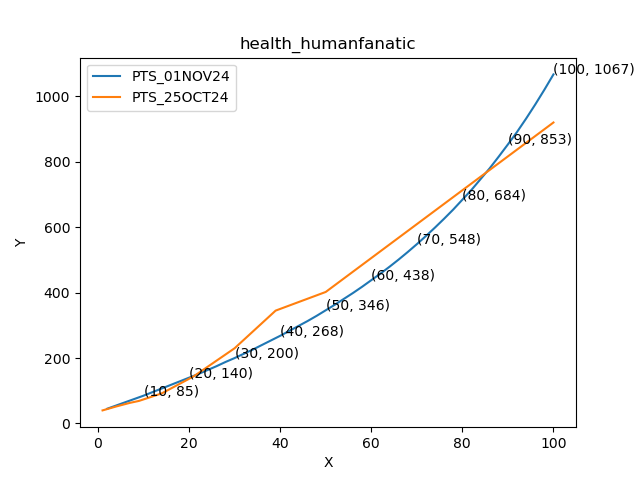 health_humanfanatic
PTS_01NOV24
PTS_25OCT24
(100, 1067)
(90, 853)
(80, 684)
(70, 548)
(60, 438)
(50, 346)
(40, 268)
(30, 200)
(20, 140)
(10, 85)
Y
1000
800
600
400
200
0
0 20 40 60 80 100
X